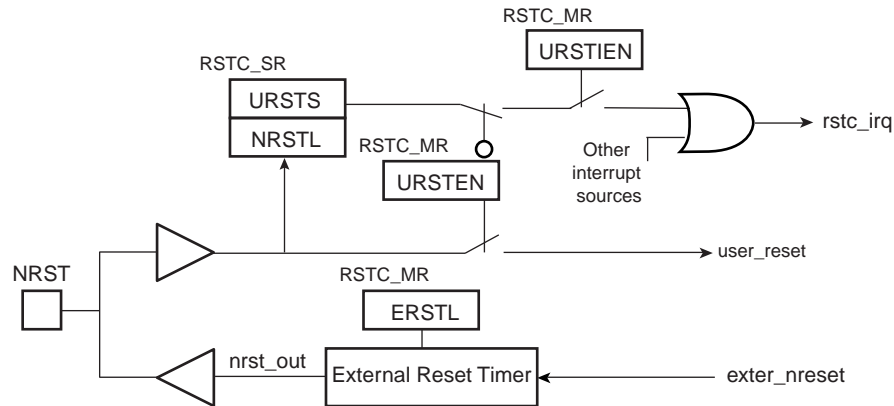 RSTC_MR
URSTIEN
RSTC_SR
URSTS
NRSTL
rstc_irq
RSTC_MR
URSTEN
Other
interrupt
sources
user_reset
NRST
RSTC_MR
ERSTL
nrst_out
External Reset Timer
exter_nreset